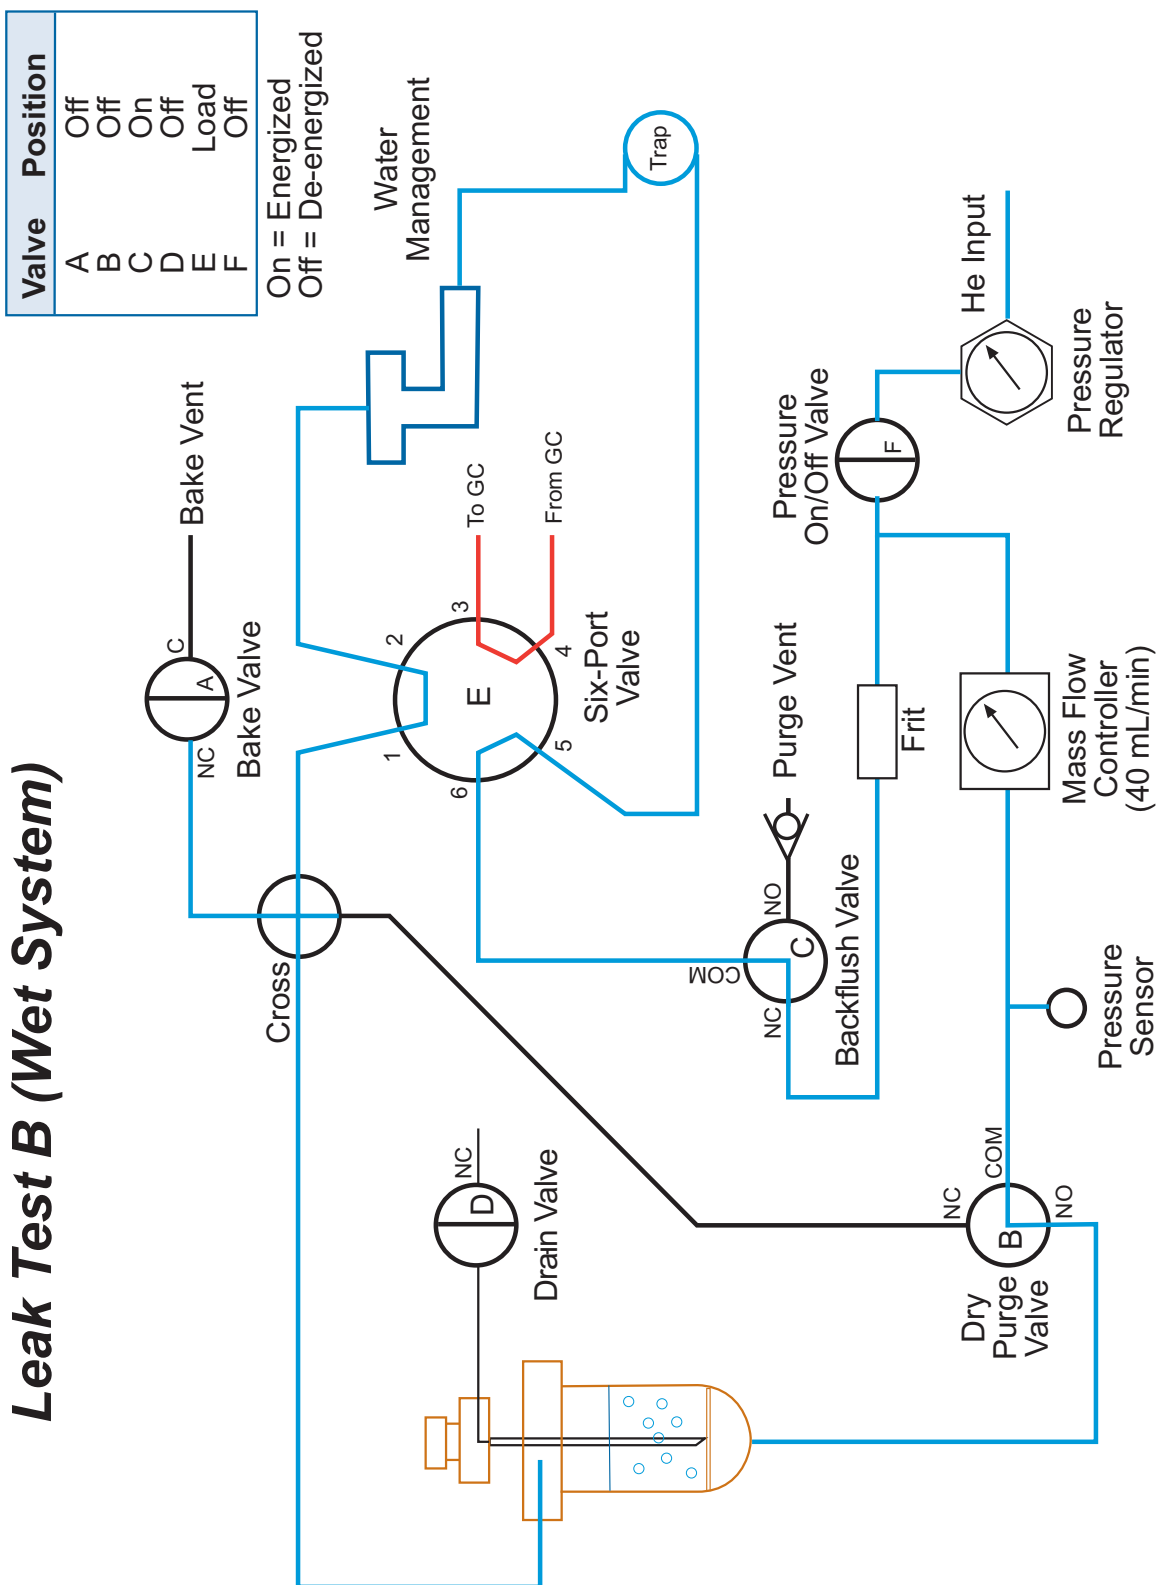 Leak Test B (Wet System)
Valve Position
A Off
B Off
C On
D Off
E Load
F Off
On = Energized
Off = De-energized
Bake Vent
C
A
NC
Bake Valve
Water
Management
Trap
Cross
1
2
3
4
5
6
E
To GC
From GC
Six-Port
Valve
NC
D
Drain Valve
Purge Vent
NO
COM
C
NC
Backflush Valve
Pressure
On/Off Valve
F
He Input
Pressure
Regulator
Frit
Mass Flow
Controller
(40 mL/min)
Pressure
Sensor
NC
COM
B
NO
Dry
Purge
Valve